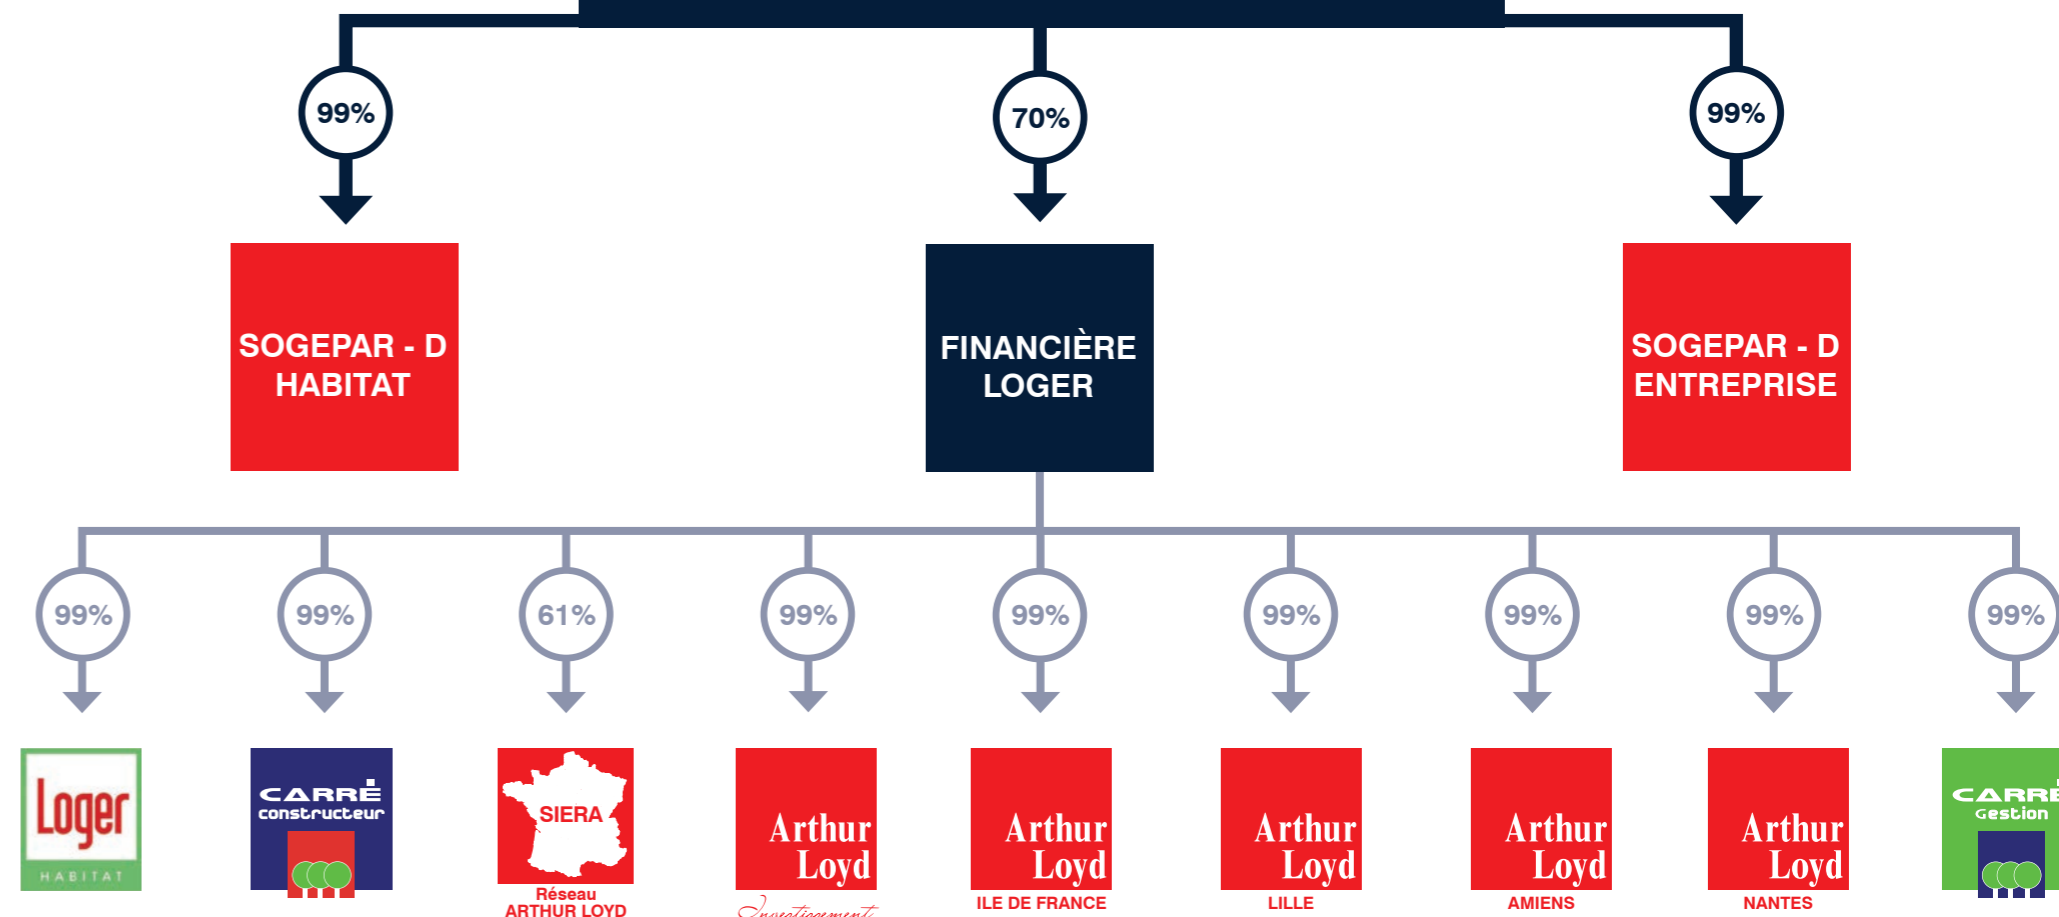 99%
70%
99%
SOGEPAR - D
HABITAT
FINANCIÈRE
LOGER
SOGEPAR - D
ENTREPRISE
99%
99%
61%
99%
99%
99%
99%
99%
99%
Loger
HABITAT
CARRÉ
constructeur
SIERA
Réseau
ARTHUR LOYD
Arthur
Loyd
Investissement
Arthur
Loyd
ILE DE FRANCE
Arthur
Loyd
LILLE
Arthur
Loyd
AMIENS
Arthur
Loyd
NANTES
CARRÉ
Gestion